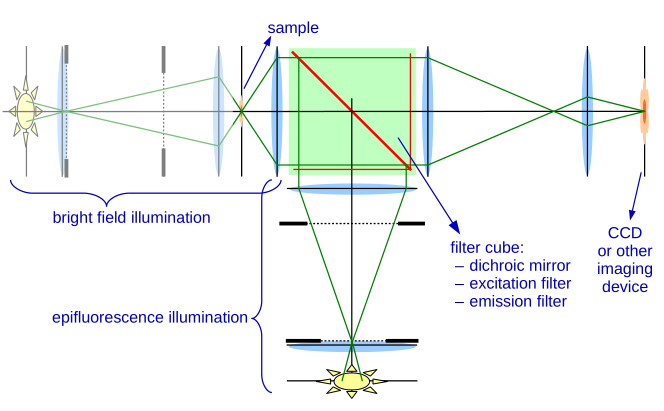 sample
bright field illumination
filter cube:
– dichroic mirror
– excitation filter
– emission filter
CCD
or other
imaging
device
epifluorescence illumination